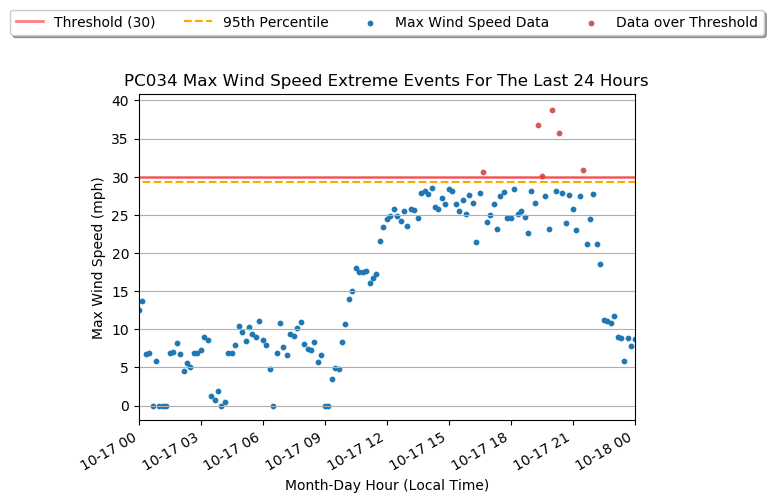 Threshold (30) 95th Percentile Max Wind Speed Data Data over Threshold
PC034 Max Wind Speed Extreme Events For The Last 24 Hours
40
35
30
25
20
15
10
5
0
Max Wind Speed (mph)
10-17 00 10-17 03 10-17 06 10-17 09 10-17 12 10-17 15 10-17 18 10-17 21 10-18 00
Month-Day Hour (Local Time)